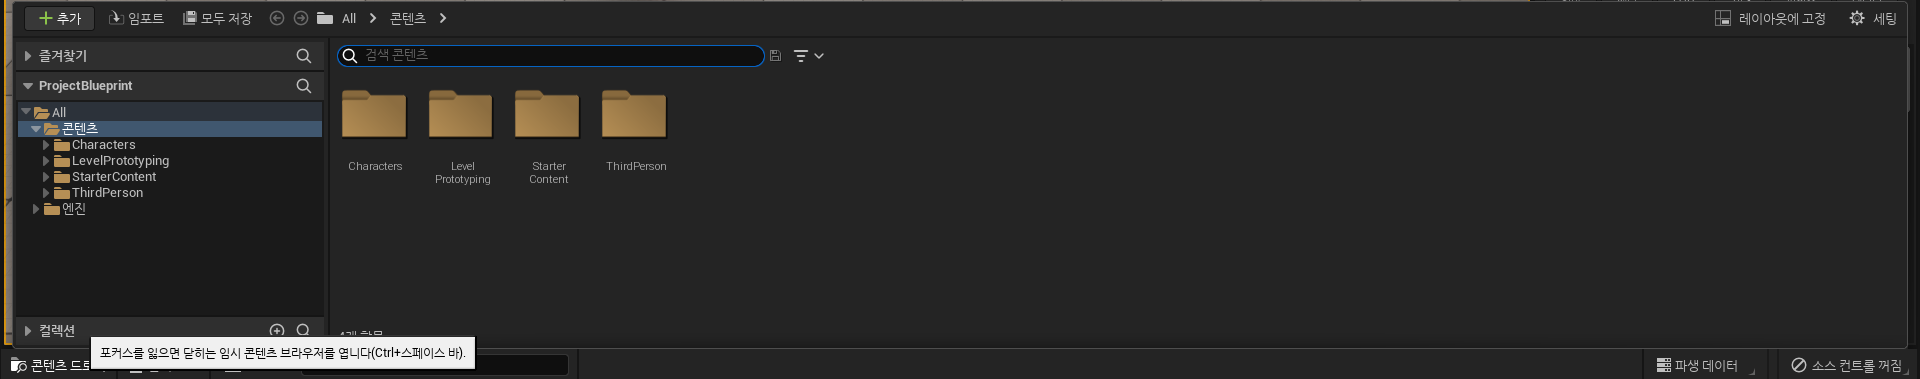 추가 임포트 모두 저장 All 콘텐츠 레이아웃에 고정 세팅
즐겨찾기
검색 콘텐츠
ProjectBlueprint
All
콘텐츠
Characters
LevelPrototyping
StarterContent
ThirdPerson
엔진
Characters
Level
Prototyping
Starter
Content
ThirdPerson
컬렉션
포커스를 잃으면 닫히는 임시 콘텐츠 브라우저를 엽니다(Ctrl+스페이스 바).
콘텐츠
파생 데이터
소스 컨트롤 꺼짐